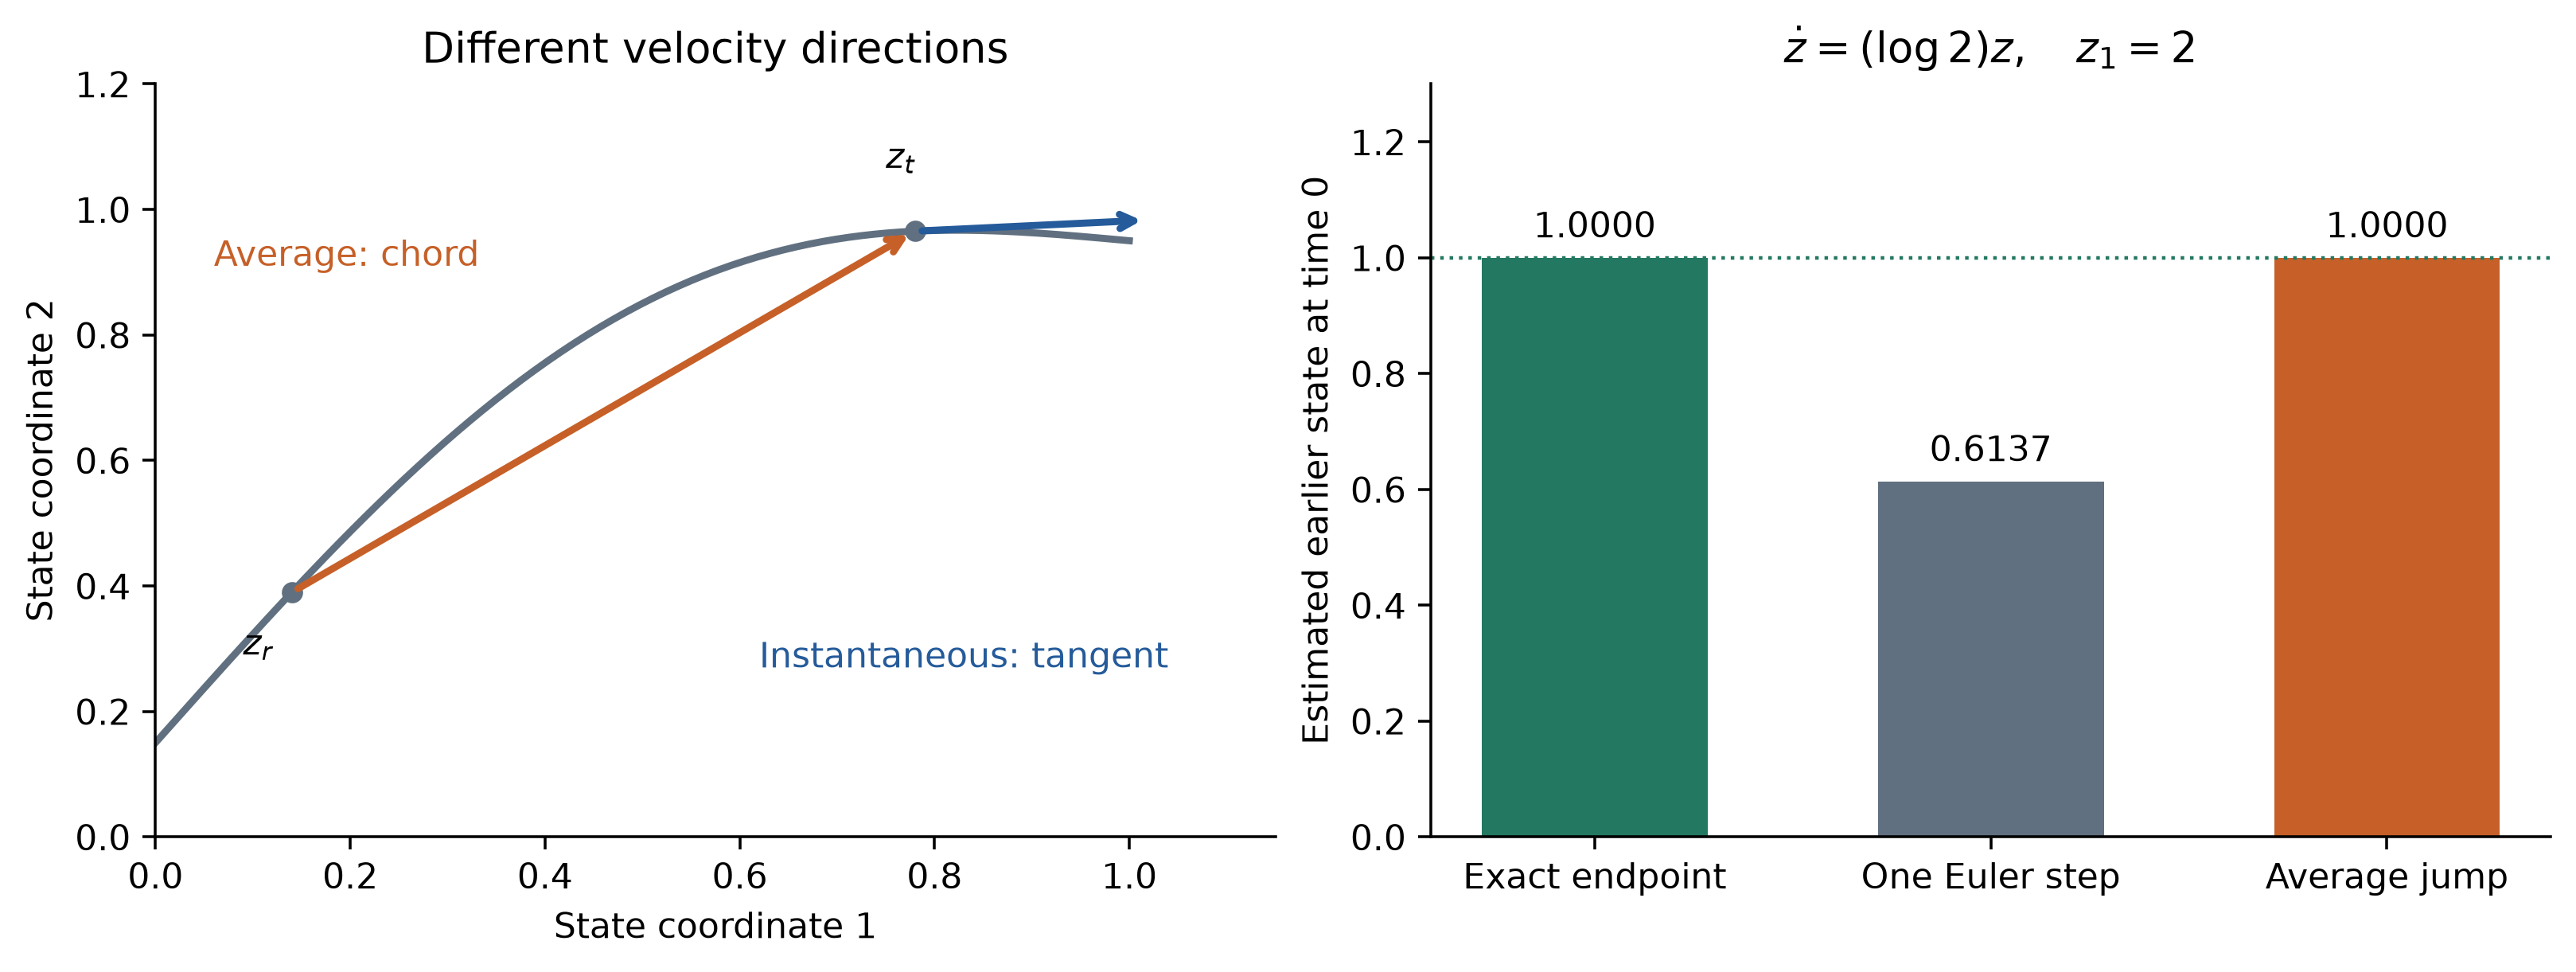 Different velocity directions
1.2
1.0
0.8
0.6
0.4
0.2
0.0
State coordinate 2
z_t
Average: chord
z_r
Instantaneous: tangent
0.0 0.2 0.4 0.6 0.8 1.0
State coordinate 1
ż = (log 2)z, z₁ = 2
1.2
1.0
0.8
0.6
0.4
0.2
0.0
Estimated earlier state at time 0
1.0000
0.6137
1.0000
Exact endpoint One Euler step Average jump